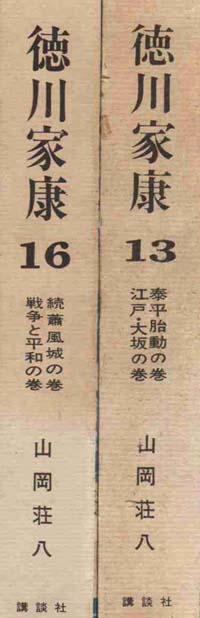 徳川家康
13
泰平胎動の巻
江戸・大坂の巻
山岡荘八
講談社
徳川家康
16
続蕭風城の巻
戦争と平和の巻
山岡荘八
講談社